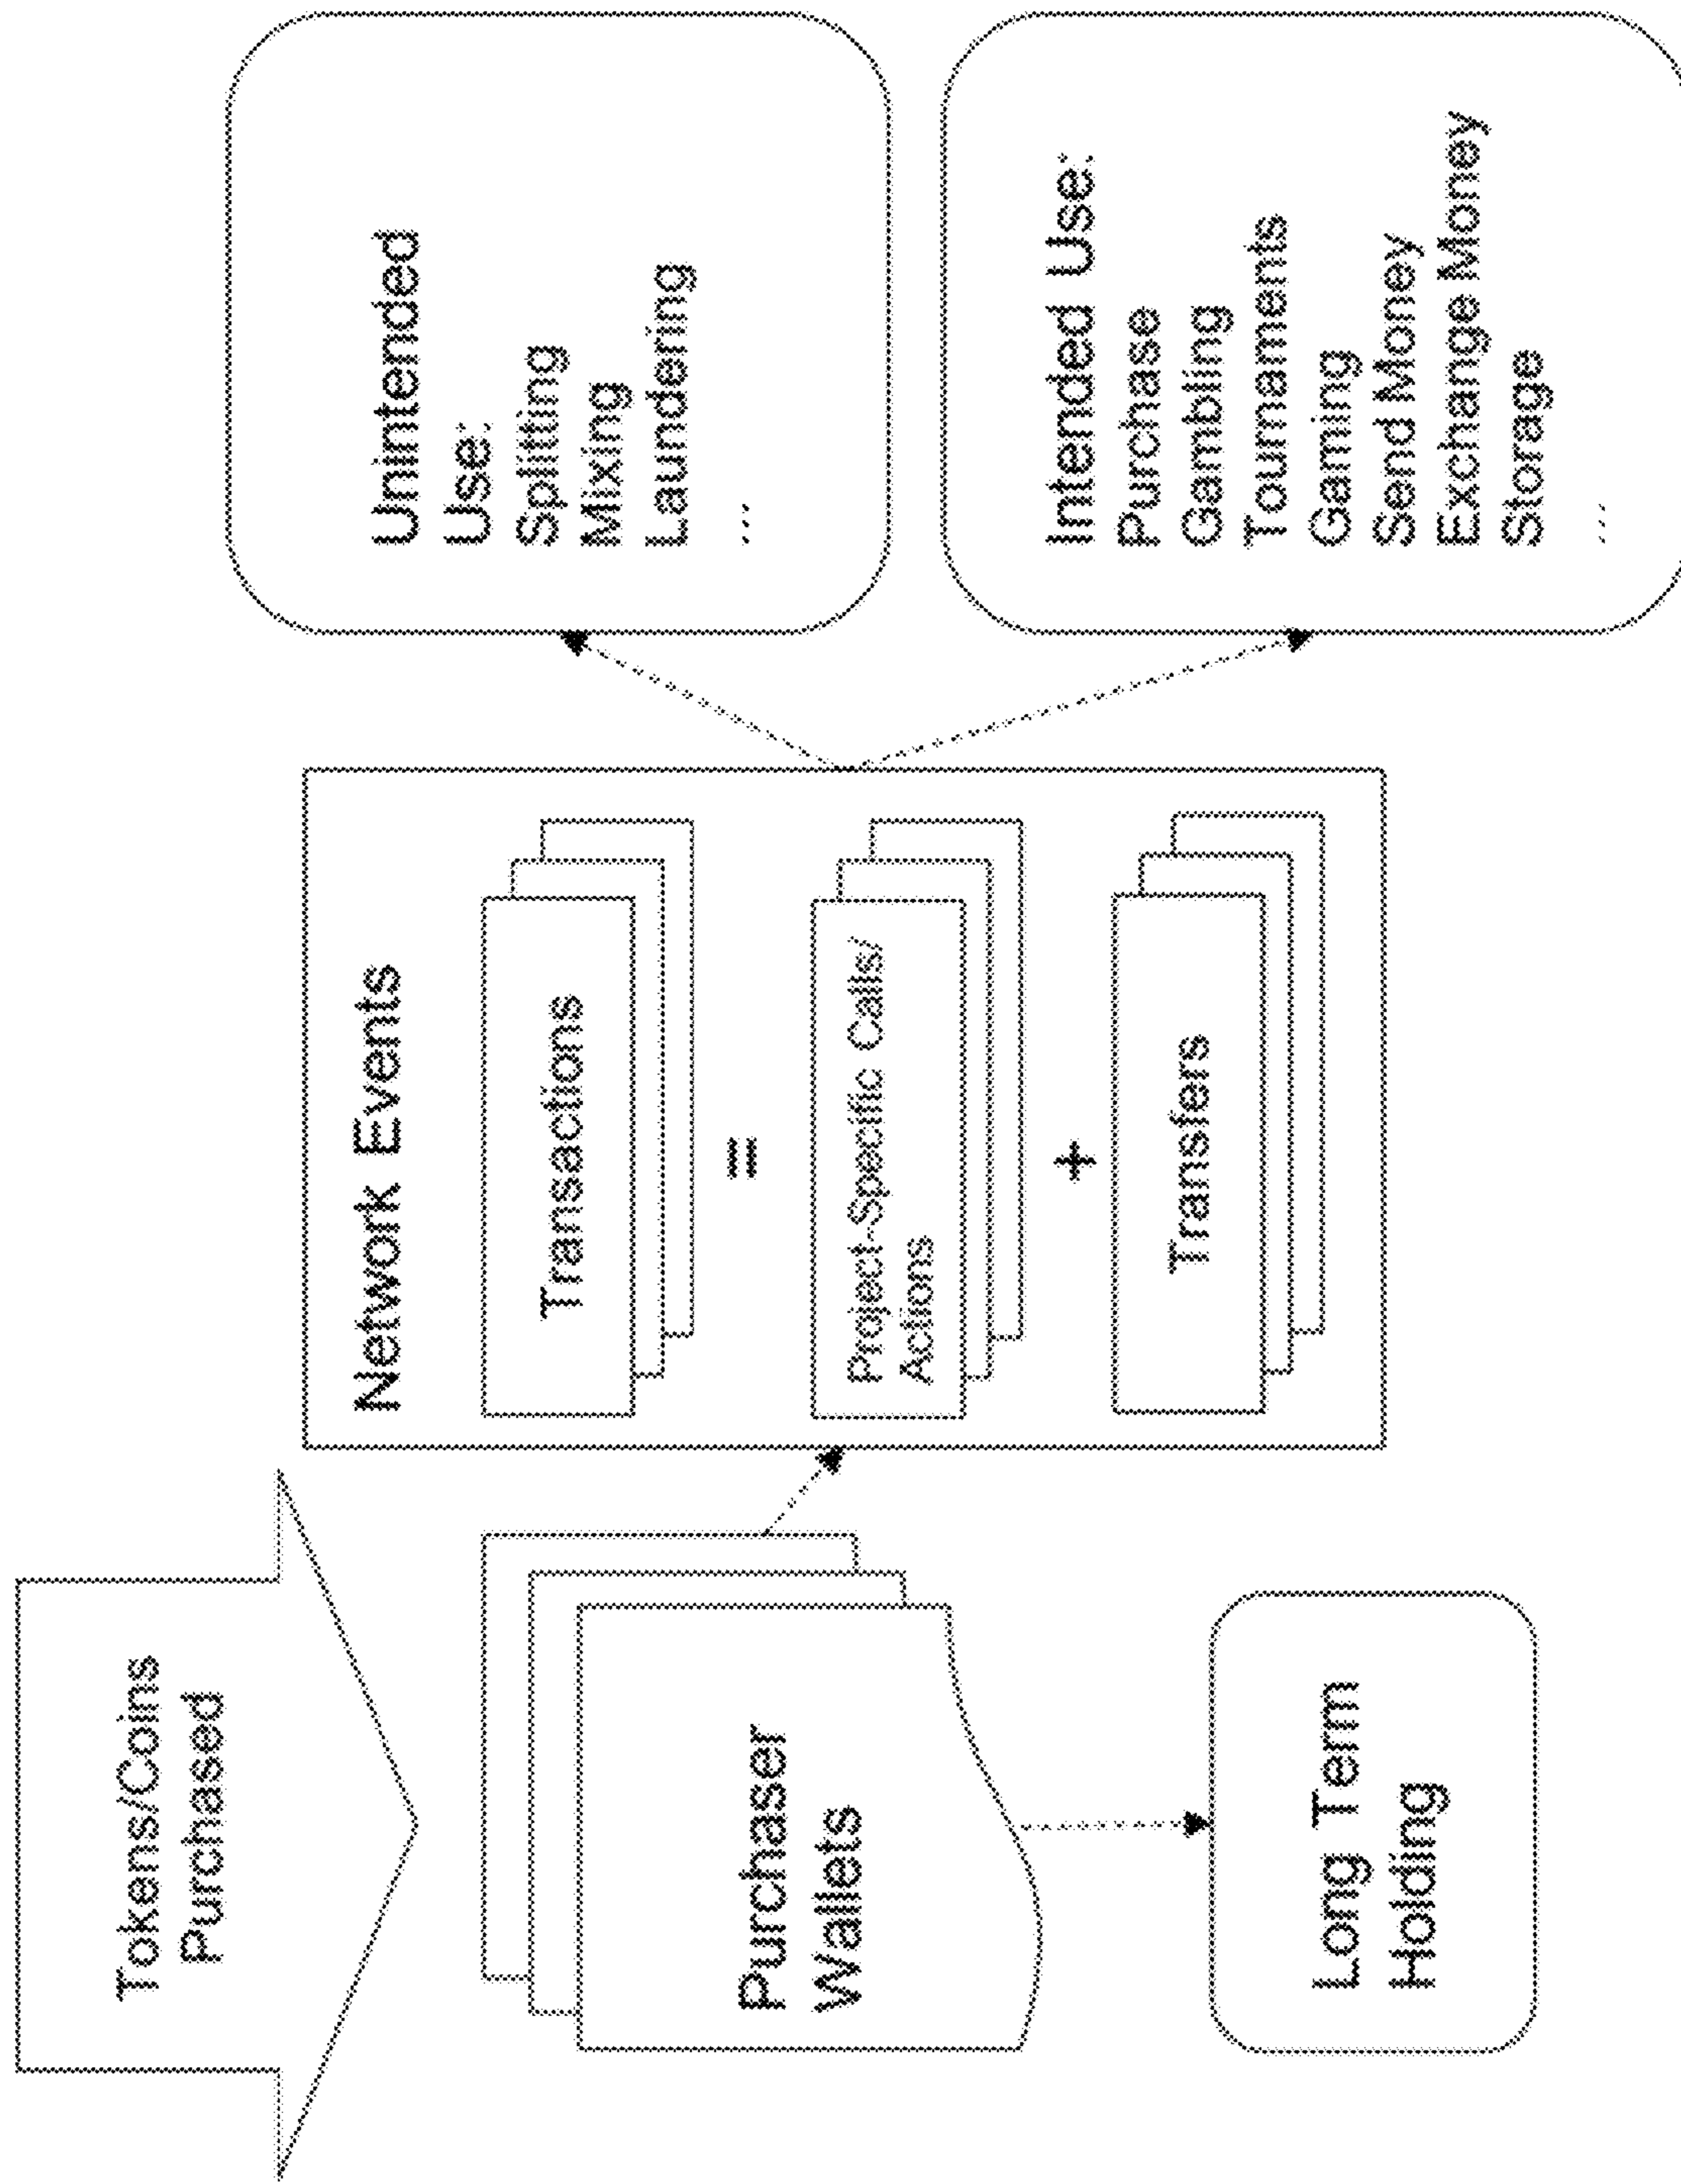 Tokens/Coins
Purchased
Purchaser
Wallets
Long Term
Holding
Network Events
Transactions
=
Project-Specific Calls/
Actions
+
Transfers
Unintended
Use:
Splitting
Mixing
Laundering
...
Intended Use:
Purchase
Gambling
Tournaments
Gaming
Send Money
Exchange Money
Storage
...